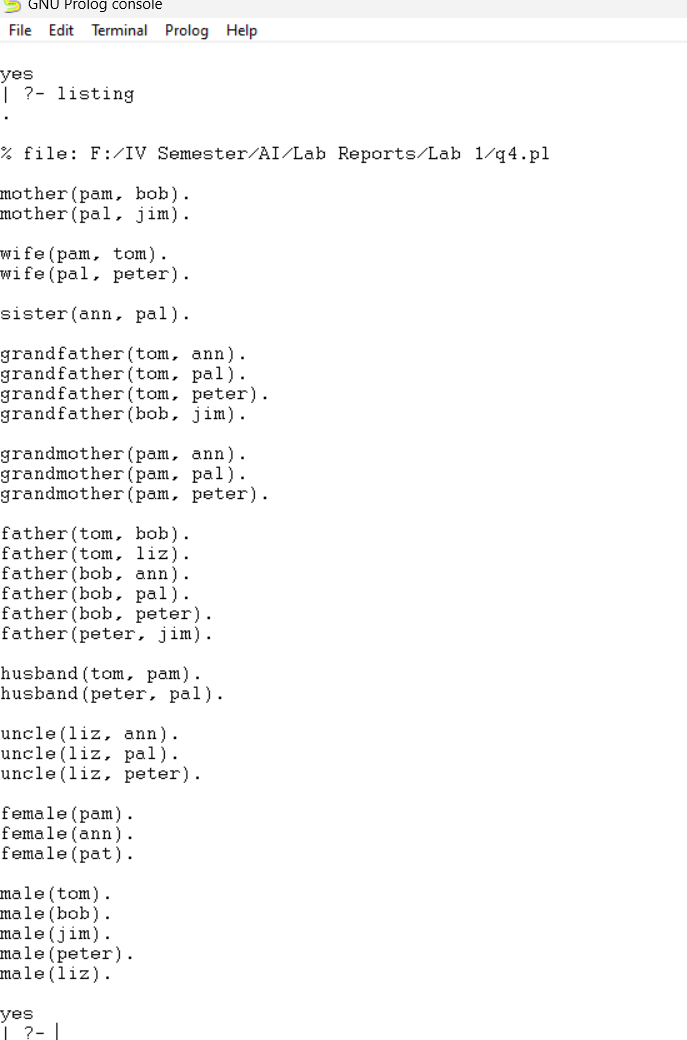 GNU Prolog console
File Edit Terminal Prolog Help
yes
| ?- listing
.
% file: F:/IV Semester/AI/Lab Reports/Lab 1/q4.pl
mother(pam, bob).
mother(pal, jim).
wife(pam, tom).
wife(pal, peter).
sister(ann, pal).
grandfather(tom, ann).
grandfather(tom, pal).
grandfather(tom, peter).
grandfather(bob, jim).
grandmother(pam, ann).
grandmother(pam, pal).
grandmother(pam, peter).
father(tom, bob).
father(tom, liz).
father(bob, ann).
father(bob, pal).
father(bob, peter).
father(peter, jim).
husband(tom, pam).
husband(peter, pal).
uncle(liz, ann).
uncle(liz, pal).
uncle(liz, peter).
female(pam).
female(ann).
female(pat).
male(tom).
male(bob).
male(jim).
male(peter).
male(liz).
yes
| ?-